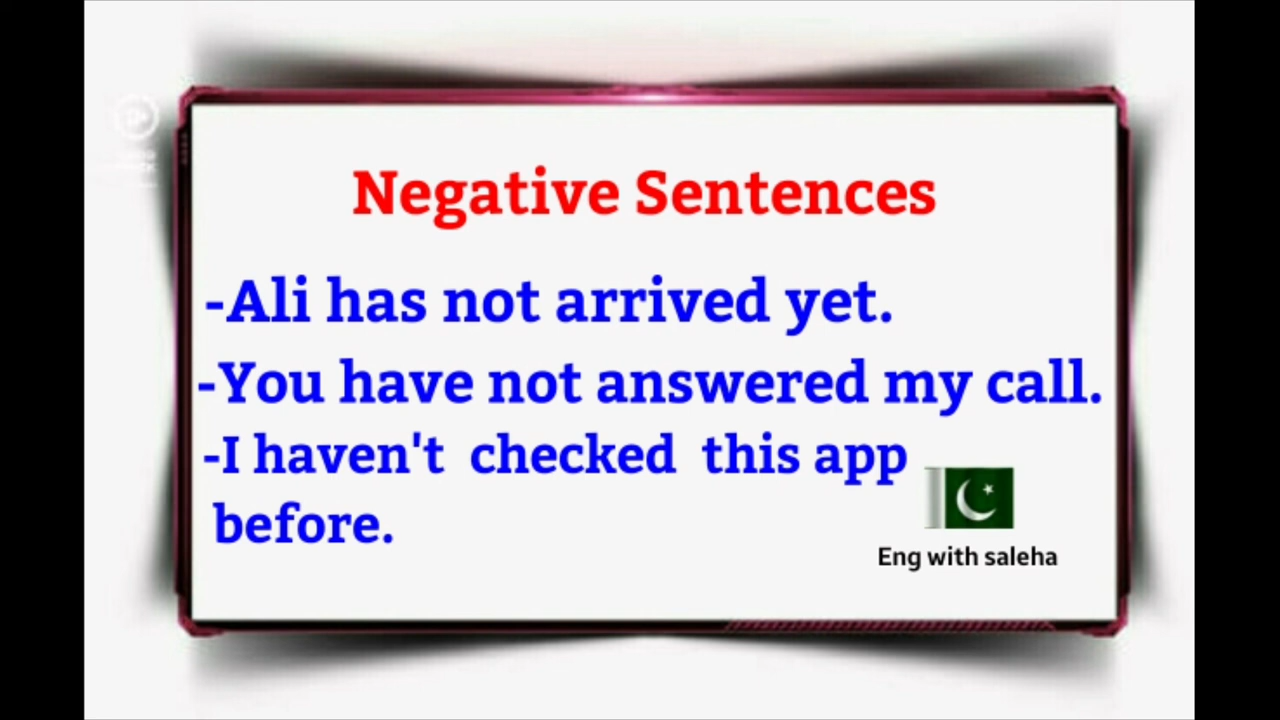 Negative Sentences
-Ali has not arrived yet.
-You have not answered my call.
-I haven't checked this app
before.
Eng with saleha